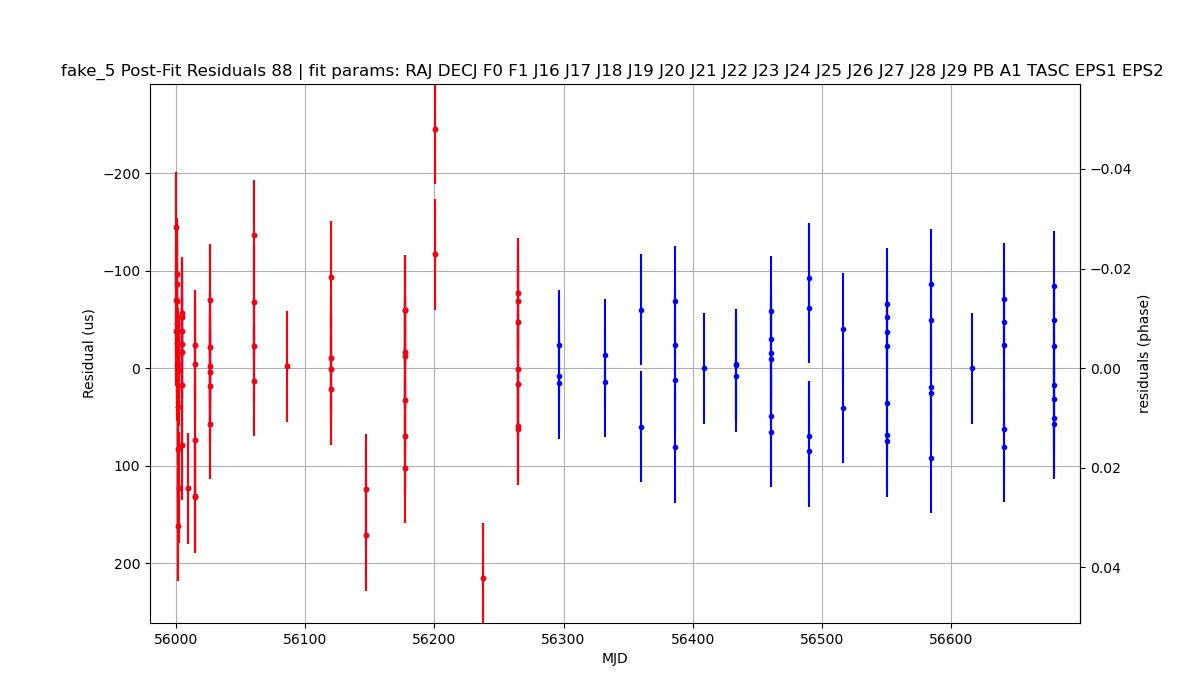 fake_5 Post-Fit Residuals 88 | fit params: RAJ DECJ F0 F1 J16 J17 J18 J19 J20 J21 J22 J23 J24 J25 J26 J27 J28 J29 PB A1 TASC EPS1 EPS2
−200
−100
0
100
200
Residual (us)
−0.04
−0.02
0.00
0.02
0.04
residuals (phase)
56000 56100 56200 56300 56400 56500 56600
MJD